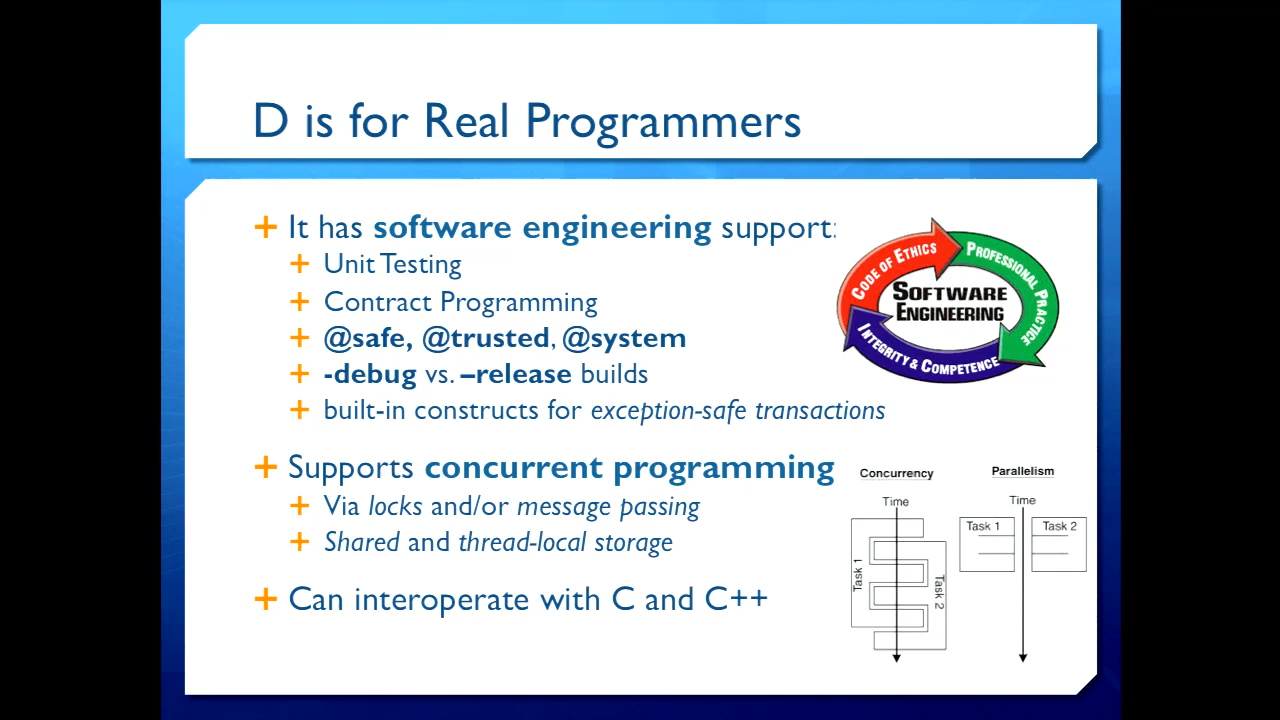 D is for Real Programmers
It has software engineering support:
Unit Testing
Contract Programming
@safe, @trusted, @system
-debug vs. –release builds
built-in constructs for exception-safe transactions
CODE OF ETHICS
PROFESSIONAL PRACTICE
INTEGRITY & COMPETENCE
SOFTWARE
ENGINEERING
Supports concurrent programming
Via locks and/or message passing
Shared and thread-local storage
Can interoperate with C and C++
Concurrency
Time
Task 1
Task 2
Parallelism
Time
Task 1
Task 2